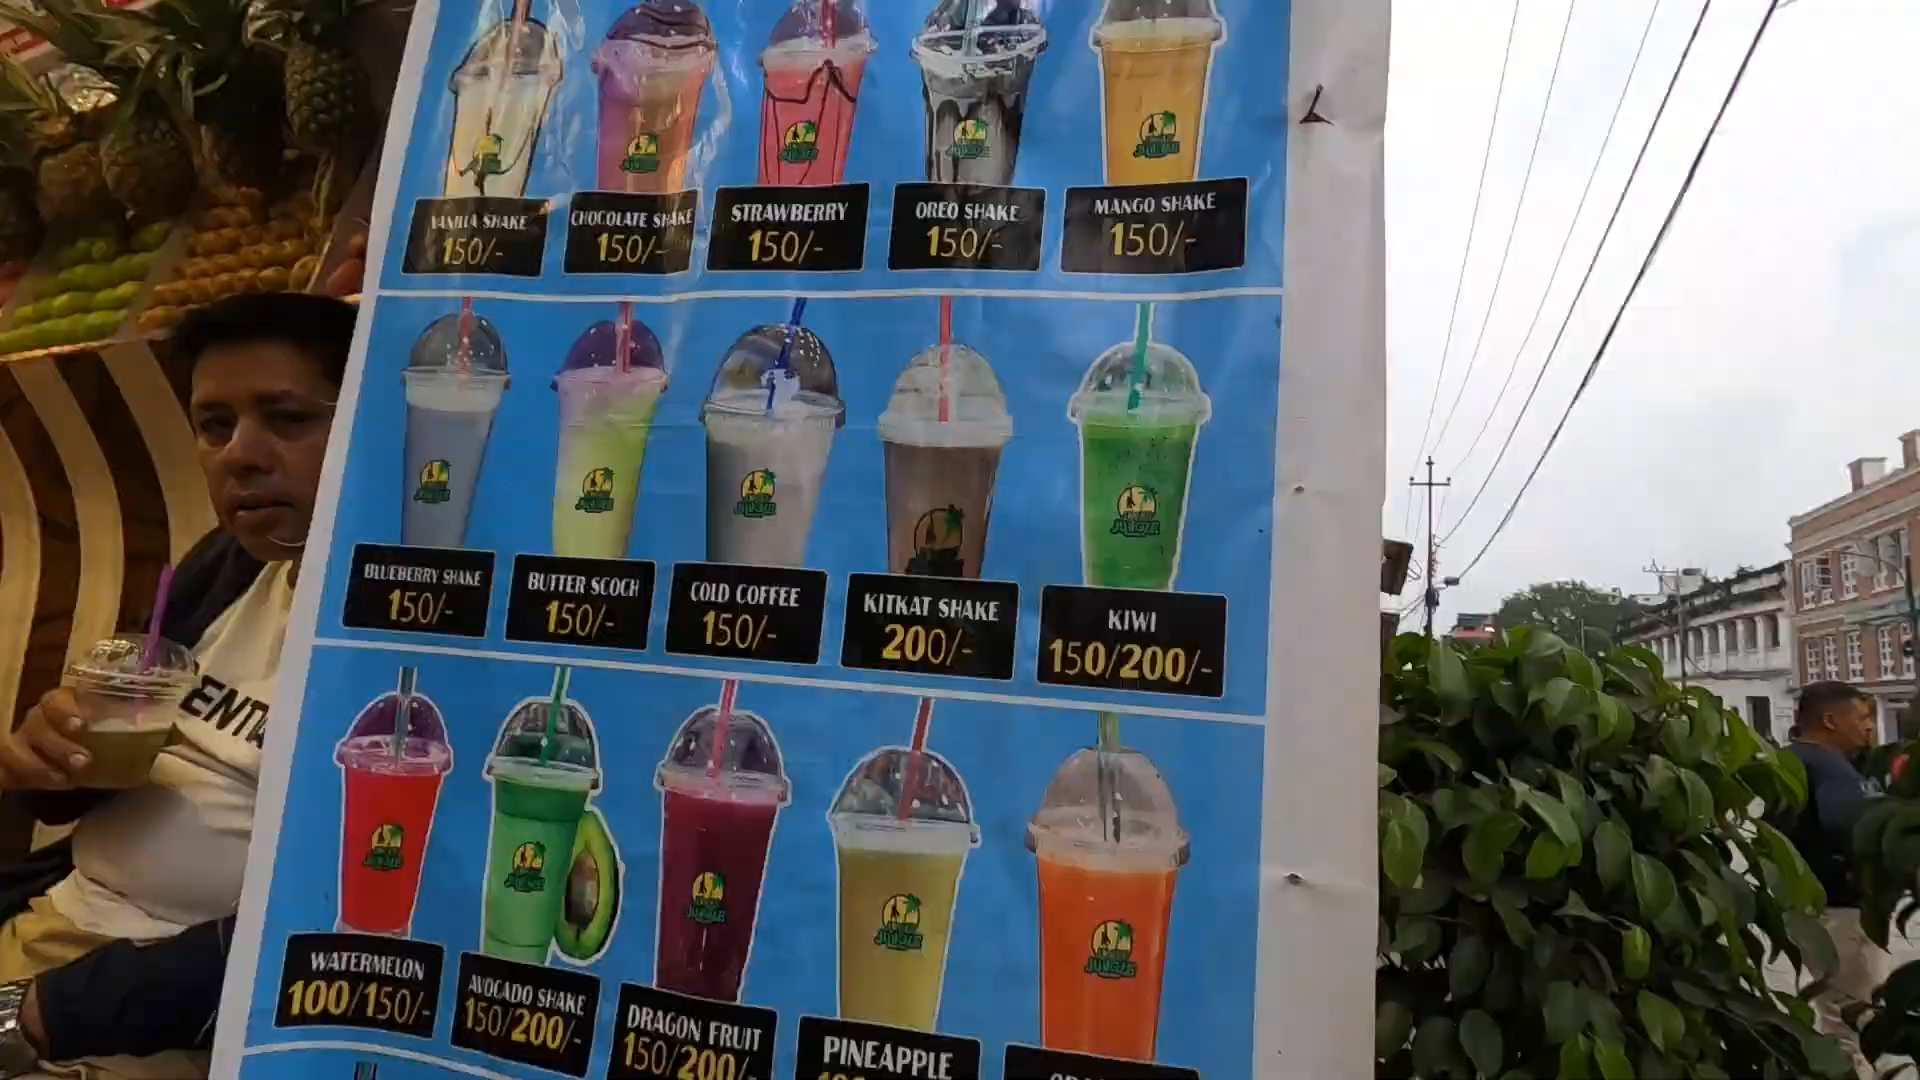 VANILLA SHAKE
150/-
CHOCOLATE SHAKE
150/-
STRAWBERRY
150/-
OREO SHAKE
150/-
MANGO SHAKE
150/-
BLUEBERRY SHAKE
150/-
BUTTER SCOCH
150/-
COLD COFFEE
150/-
KITKAT SHAKE
200/-
KIWI
150/200/-
WATERMELON
100/150/-
AVOCADO SHAKE
150/200/-
DRAGON FRUIT
150/200/-
PINEAPPLE
JUNGLE